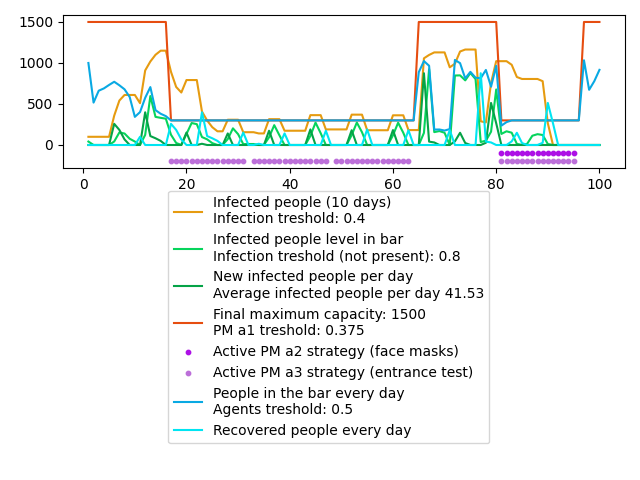 1500
1000
500
0
0 20 40 60 80 100
Infected people (10 days)
Infection treshold: 0.4
Infected people level in bar
Infection treshold (not present): 0.8
New infected people per day
Average infected people per day 41.53
Final maximum capacity: 1500
PM a1 treshold: 0.375
Active PM a2 strategy (face masks)
Active PM a3 strategy (entrance test)
People in the bar every day
Agents treshold: 0.5
Recovered people every day